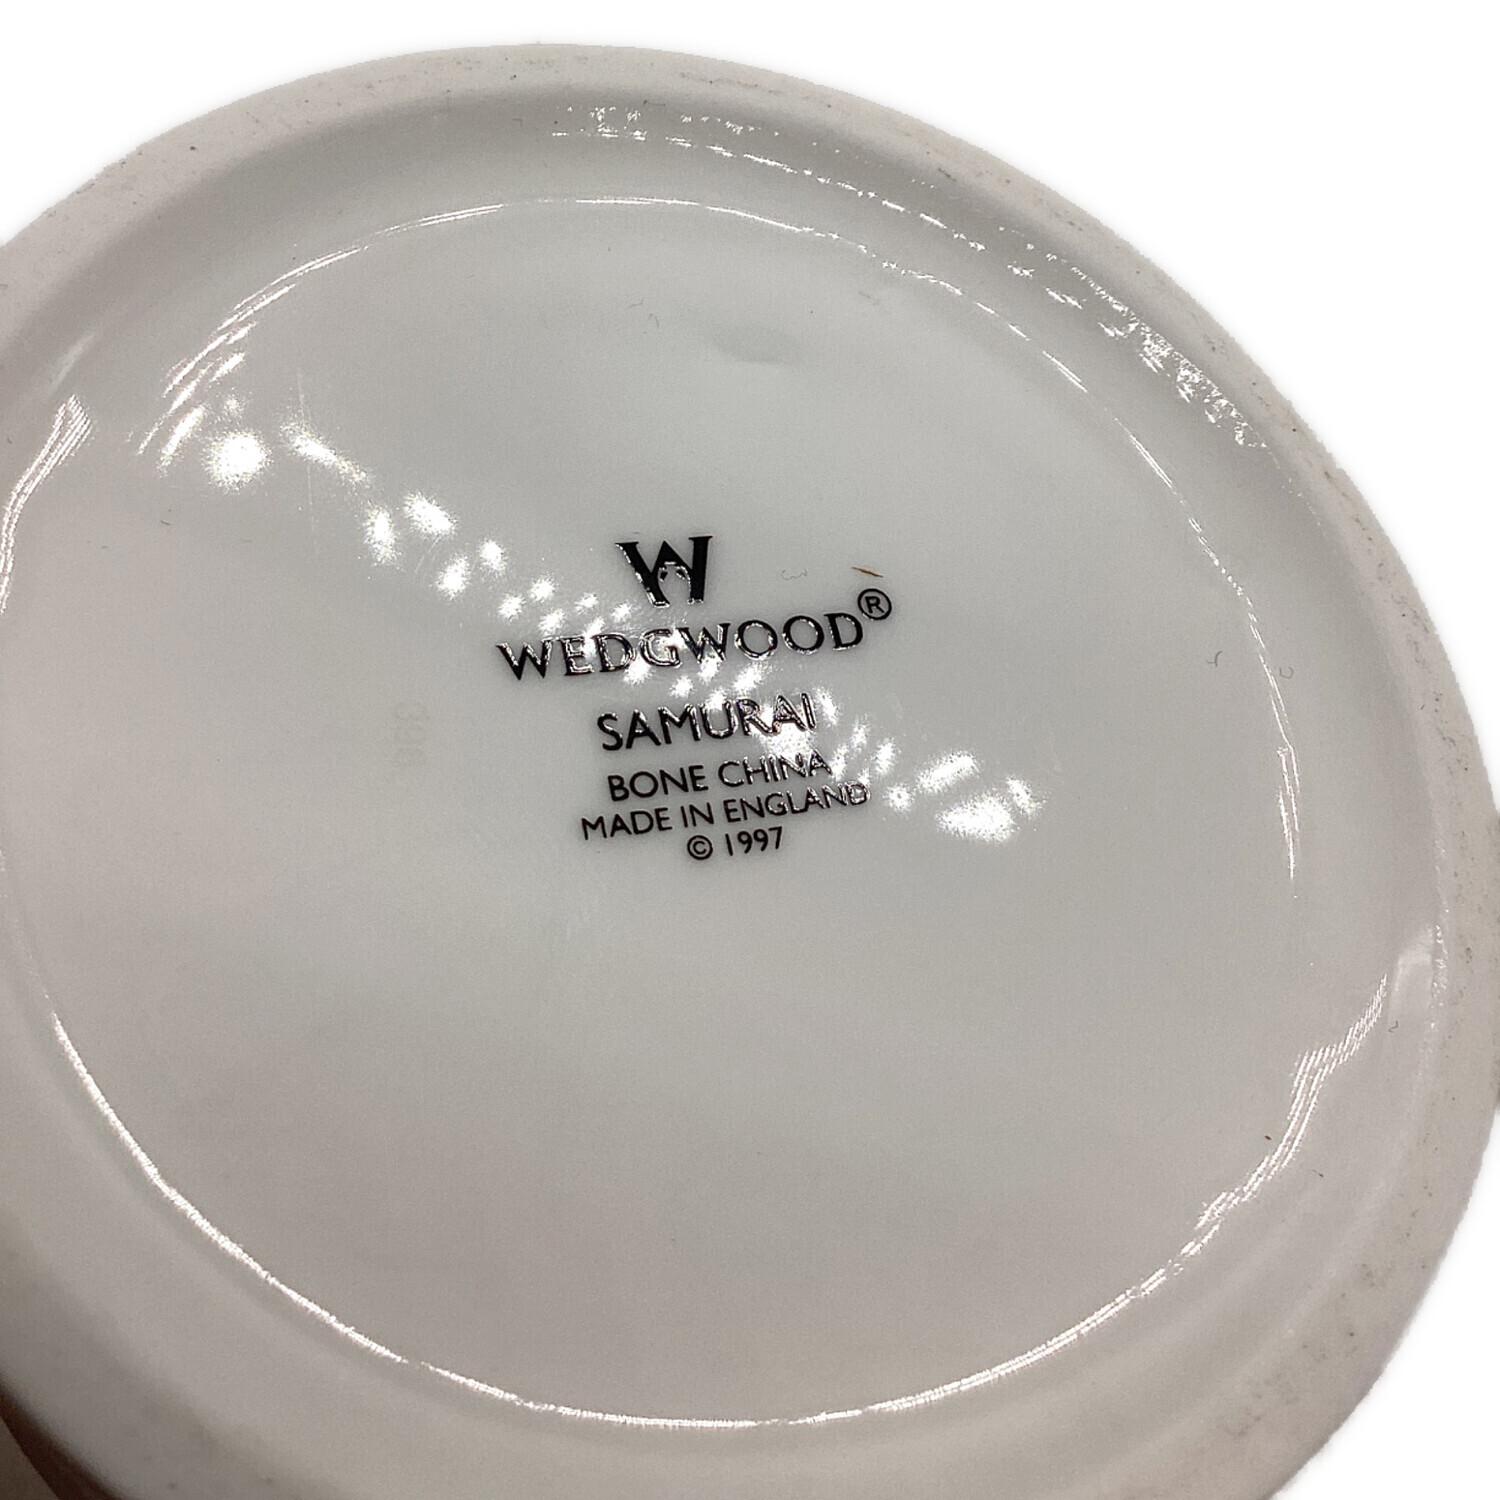 W
WEDGWOOD®
SAMURAI
BONE CHINA
MADE IN ENGLAND
© 1997